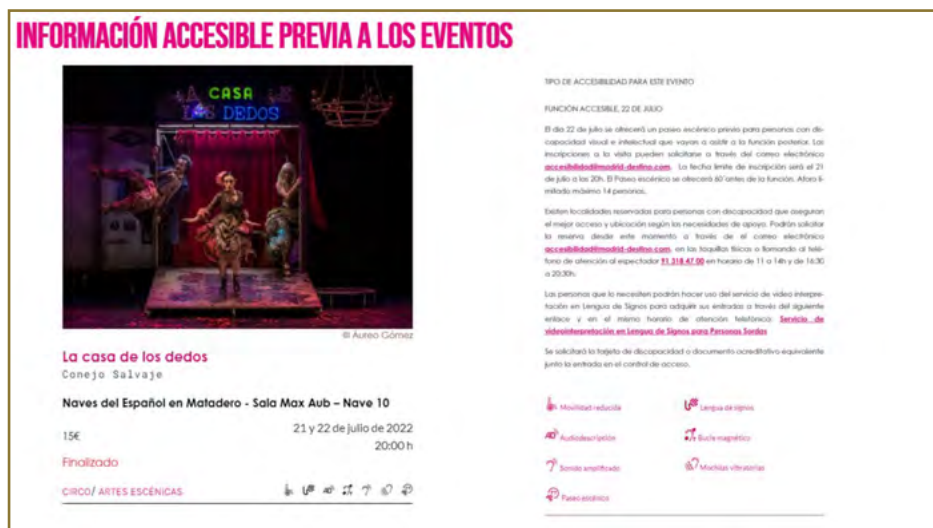 INFORMACIÓN ACCESIBLE PREVIA A LOS EVENTOS
LA CASA DE
LOS DEDOS
© Áureo Gómez
La casa de los dedos
Conejo Salvaje
Naves del Español en Matadero - Sala Max Aub – Nave 10
15€
21 y 22 de julio de 2022
20:00 h
Finalizado
CIRCO/ ARTES ESCÉNICAS
TIPO DE ACCESIBILIDAD PARA ESTE EVENTO
FUNCIÓN ACCESIBLE, 22 DE JULIO
El día 22 de julio se ofrecerá un paseo escénico previo para personas con dis-
capacidad visual e intelectual que vayan a asistir a la función posterior. Las
inscripciones a la visita pueden solicitarse a través del correo electrónico
accesibilidad@madrid-destino.com. La fecha límite de inscripción será el 21
de julio a las 20h. El Paseo escénico se ofrecerá 60´antes de la función. Aforo li-
mitado máximo 14 personas.
Existen localidades reservadas para personas con discapacidad que aseguran
el mejor acceso y ubicación según las necesidades de apoyo. Podrán solicitar
la reserva desde este momento a través de el correo electrónico
accesibilidad@madrid-destino.com, en las taquillas físicas o llamando al telé-
fono de atención al espectador 91 318 47 00 en horario de 11 a 14h y de 16:30
a 20:30h.
Las personas que lo necesiten podrán hacer uso del servicio de video interpre-
tación en Lengua de Signos para adquirir sus entradas a través del siguiente
enlace y en el mismo horario de atención telefónica: Servicio de
videointerpretación en Lengua de Signos para Personas Sordas
Se solicitará la tarjeta de discapacidad o documento acreditativo equivalente
junto la entrada en el control de acceso.
Movilidad reducida
Lengua de signos
Audiodescripción
Bucle magnético
Sonido amplificado
Mochilas vibratorias
Paseo escénico